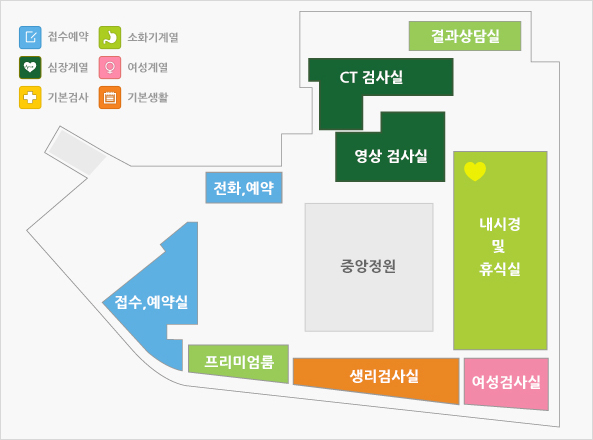 접수예약
소화기계열
심장계열
여성계열
기본검사
기본생활
결과상담실
CT 검사실
영상 검사실
전화,예약
내시경
및
휴식실
중앙정원
접수,예약실
프리미엄룸
생리검사실
여성검사실